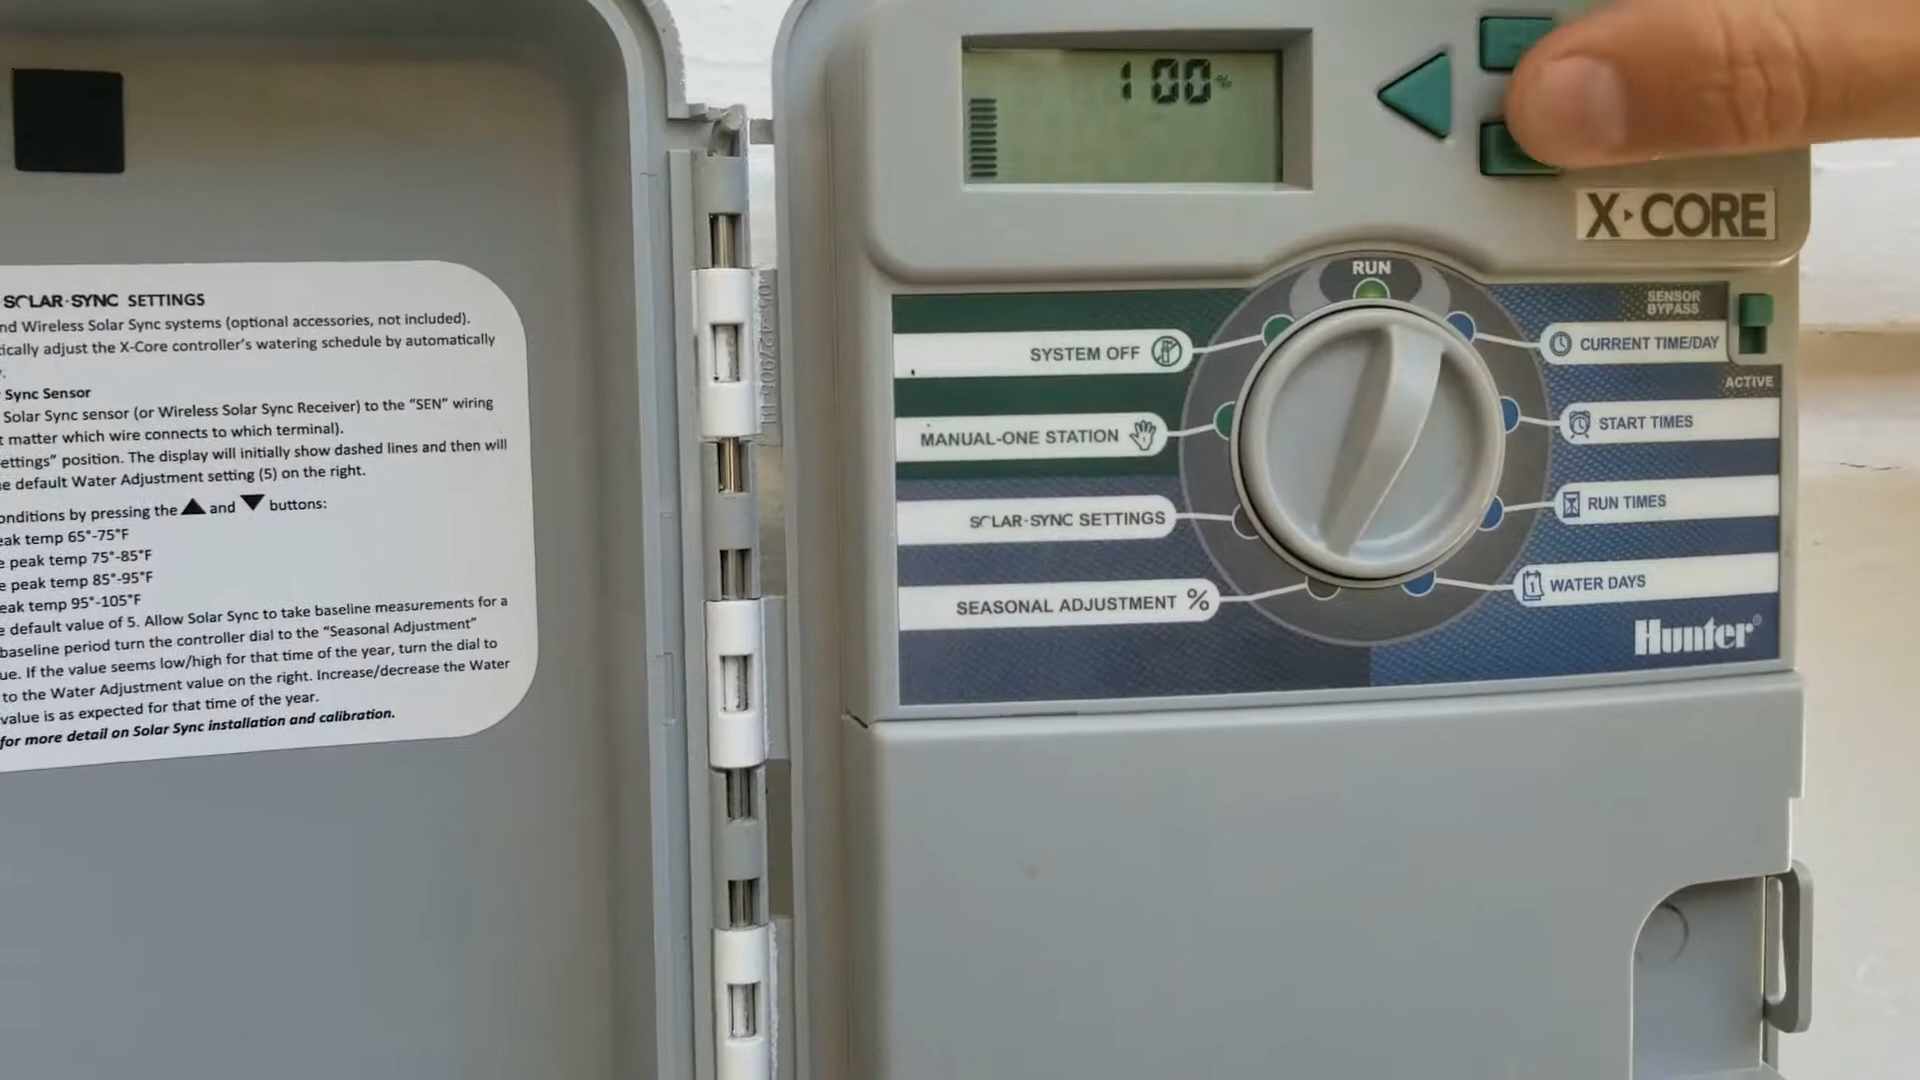 SOLAR·SYNC SETTINGS
nd Wireless Solar Sync systems (optional accessories, not included).
ically adjust the X-Core controller's watering schedule by automatically
y.
Sync Sensor
Solar Sync sensor (or Wireless Solar Sync Receiver) to the "SEN" wiring
t matter which wire connects to which terminal).
ettings" position. The display will initially show dashed lines and then will
e default Water Adjustment setting (5) on the right.
onditions by pressing the ▲ and ▼ buttons:
eak temp 65°-75°F
e peak temp 75°-85°F
e peak temp 85°-95°F
eak temp 95°-105°F
e default value of 5. Allow Solar Sync to take baseline measurements for a
baseline period turn the controller dial to the "Seasonal Adjustment"
ue. If the value seems low/high for that time of the year, turn the dial to
to the Water Adjustment value on the right. Increase/decrease the Water
value is as expected for that time of the year.
for more detail on Solar Sync installation and calibration.
100%
X·CORE
RUN
SENSOR
BYPASS
ACTIVE
SYSTEM OFF
MANUAL-ONE STATION
SOLAR·SYNC SETTINGS
SEASONAL ADJUSTMENT %
CURRENT TIME/DAY
START TIMES
RUN TIMES
1 WATER DAYS
Hunter®